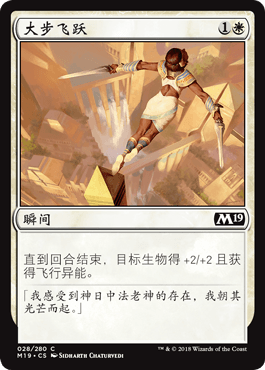 大步飞跃 1
瞬间 M19
直到回合结束，目标生物得+2/+2且获
得飞行异能。
「我感受到神日中法老神的存在，我朝其
光芒而起。」
028/280 C
M19 • CS SIDHARTH CHATURVEDI
™ & © 2018 Wizards of the Coast